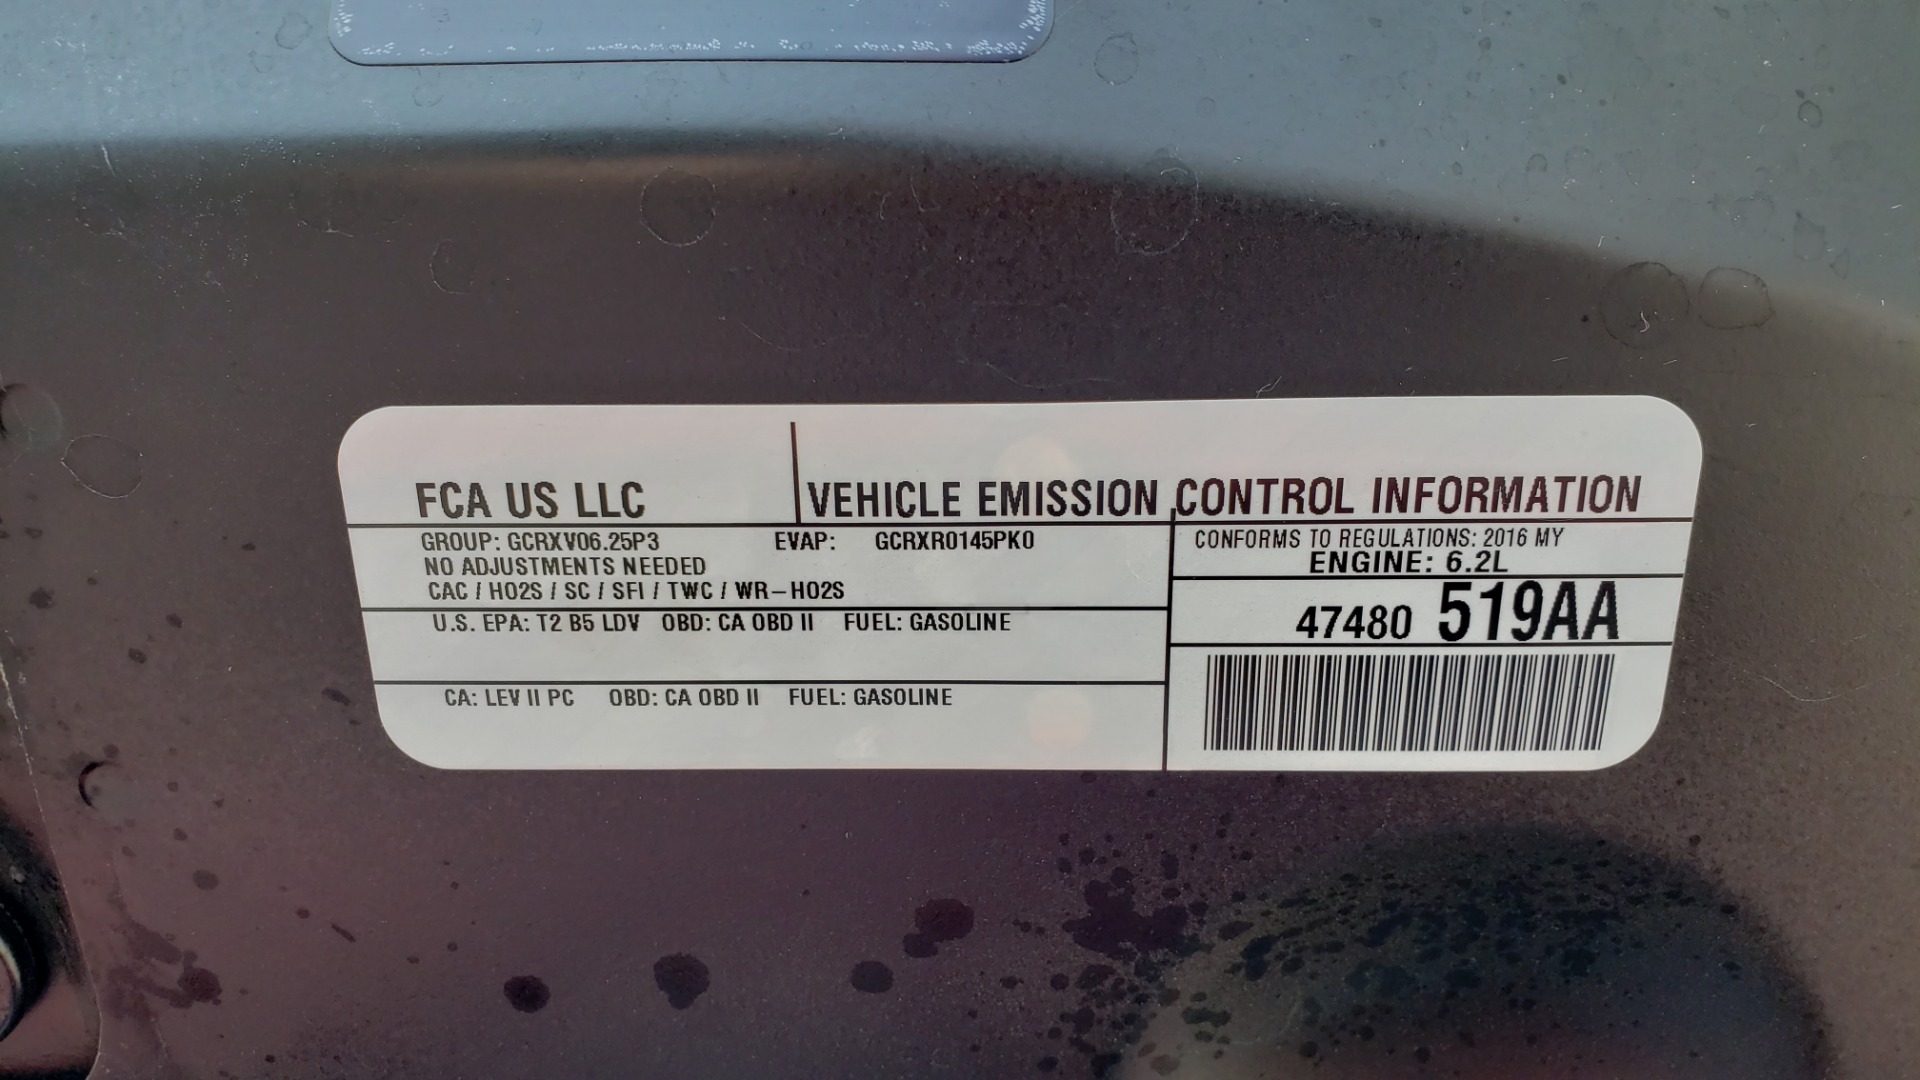 FCA US LLC VEHICLE EMISSION CONTROL INFORMATION
GROUP: GCRXV06.25P3 EVAP: GCRXR0145PK0
NO ADJUSTMENTS NEEDED
CAC / HO2S / SC / SFI / TWC / WR-HO2S
U.S. EPA: T2 B5 LDV OBD: CA OBD II FUEL: GASOLINE
CA: LEV II PC OBD: CA OBD II FUEL: GASOLINE
CONFORMS TO REGULATIONS: 2016 MY
ENGINE: 6.2L
47480 519AA